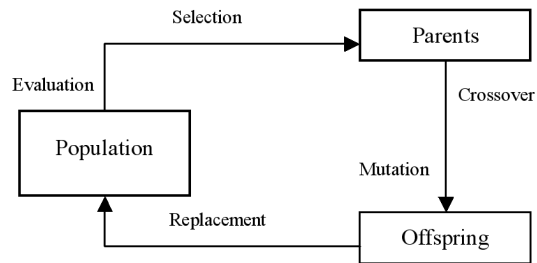 Selection
Parents
Evaluation
Crossover
Population
Mutation
Replacement
Offspring